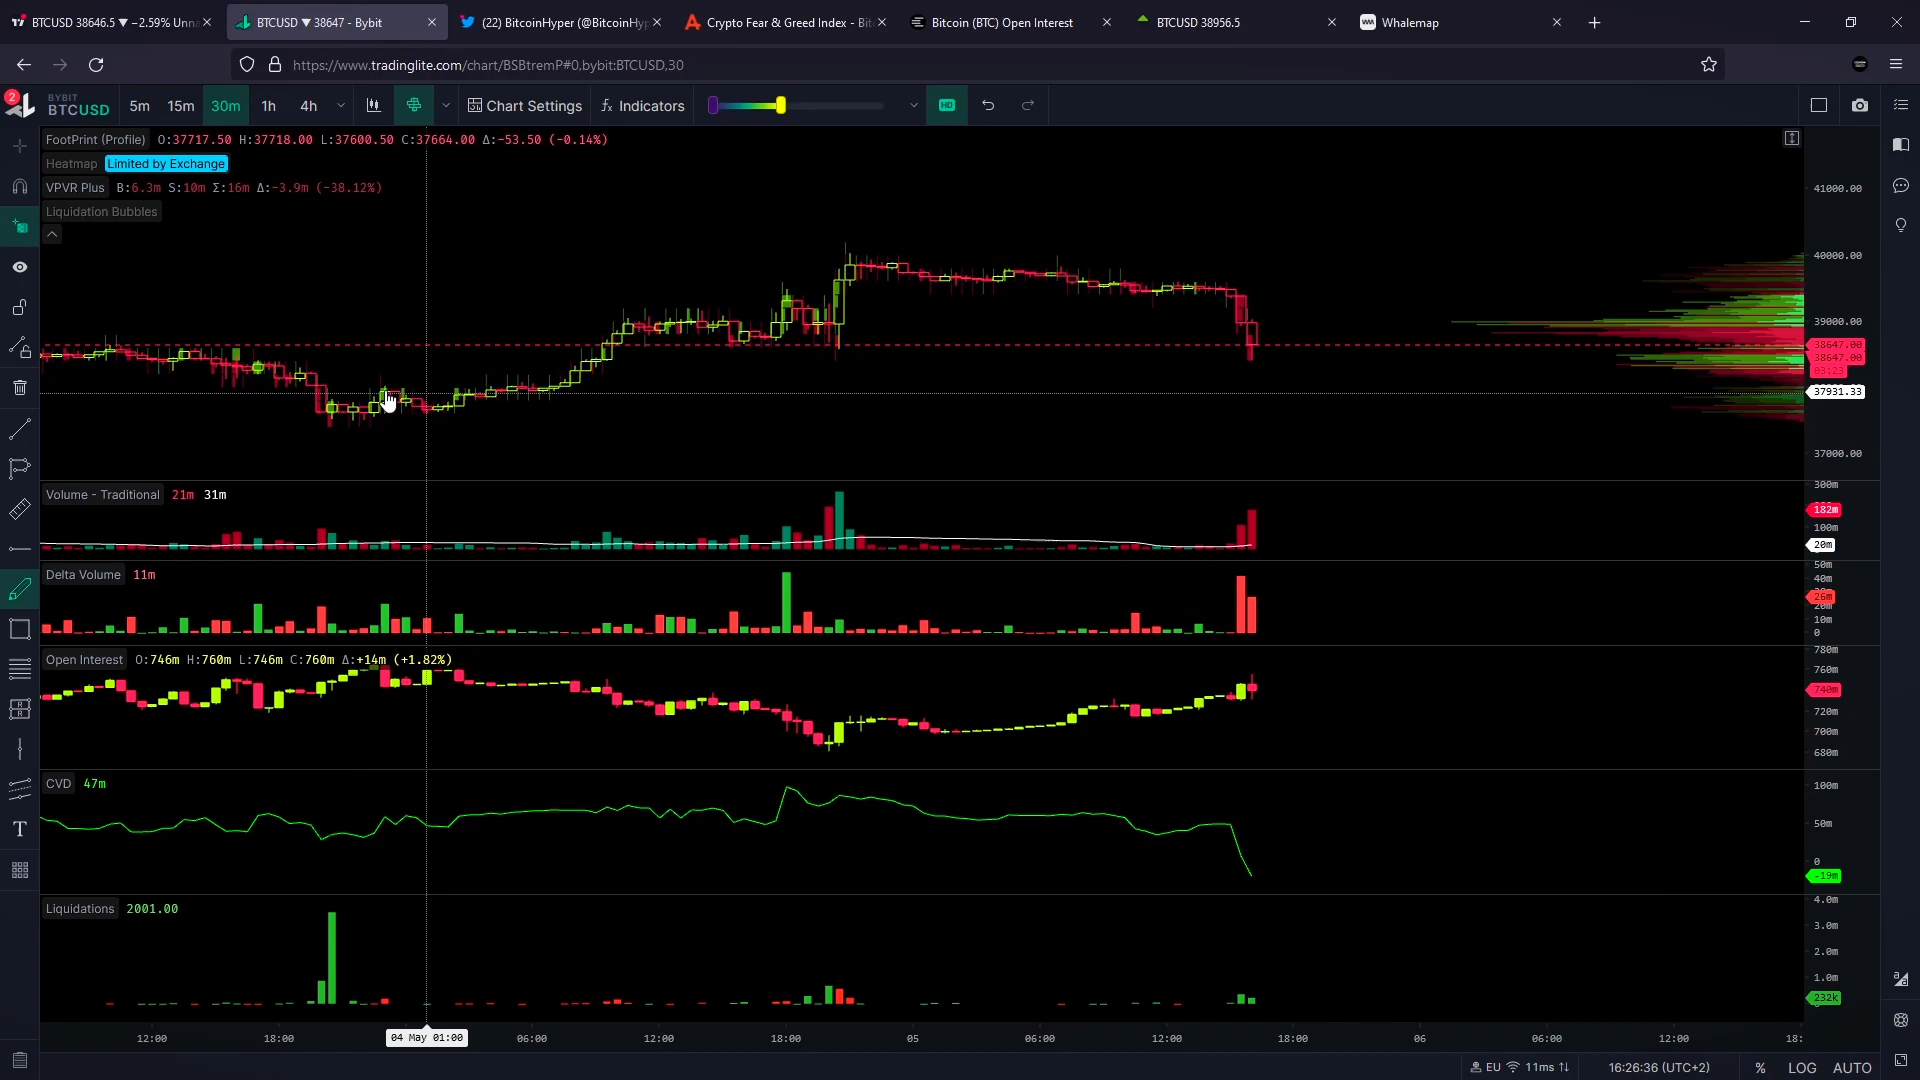 BTCUSD 38646.5 ▼ −2.59% Unna
BTCUSD ▼ 38647 - Bybit
(22) BitcoinHyper (@BitcoinHyp
Crypto Fear & Greed Index - Bit
Bitcoin (BTC) Open Interest
BTCUSD 38956.5
Whalemap
https://www.tradinglite.com/chart/BSBtremP#0,bybit:BTCUSD,30
2
BYBIT
BTCUSD
5m 15m 30m 1h 4h
Chart Settings
fx Indicators
HD
FootPrint (Profile) O:37717.50 H:37718.00 L:37600.50 C:37664.00 Δ:-53.50 (-0.14%)
Heatmap Limited by Exchange
VPVR Plus B:6.3m S:10m Σ:16m Δ:-3.9m (-38.12%)
Liquidation Bubbles
41000.00
40000.00
39000.00
38647.00
38647.00
03:23
37931.33
37000.00
Volume - Traditional 21m 31m
300m
182m
100m
20m
Delta Volume 11m
50m
40m
26m
20m
10m
0
Open Interest O:746m H:760m L:746m C:760m Δ:+14m (+1.82%)
780m
760m
740m
720m
700m
680m
CVD 47m
100m
50m
0
-19m
Liquidations 2001.00
4.0m
3.0m
2.0m
1.0m
232k
12:00 18:00 04 May 01:00 06:00 12:00 18:00 05 06:00 12:00 18:00 06 06:00 12:00 18:
EU 11ms 16:26:36 (UTC+2) % LOG AUTO